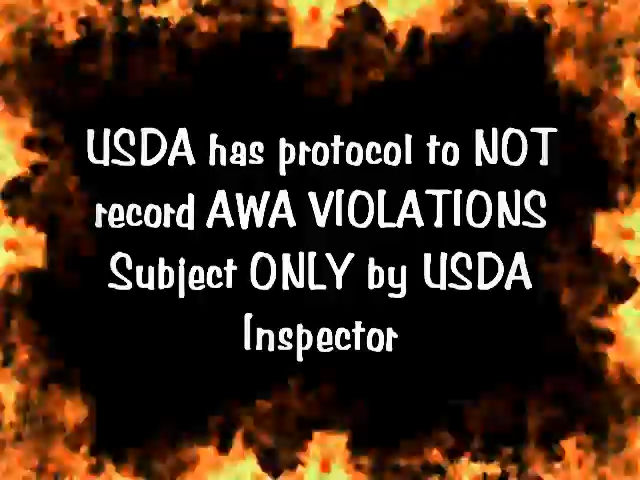 USDA has protocol to NOT
record AWA VIOLATIONS
Subject ONLY by USDA
Inspector